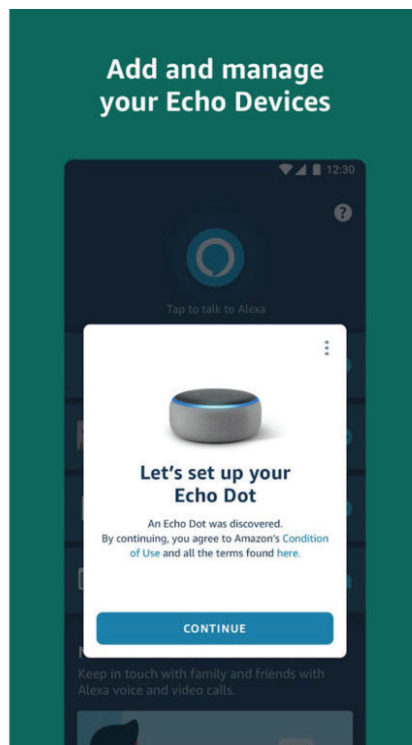 Add and manage
your Echo Devices
12:30
?
Tap to talk to Alexa
Let's set up your
Echo Dot
An Echo Dot was discovered.
By continuing, you agree to Amazon's Condition
of Use and all the terms found here.
CONTINUE
Keep in touch with family and friends with
Alexa voice and video calls.